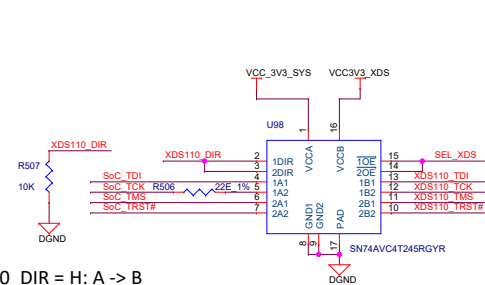 VCC_3V3_SYS VCC3V3_XDS
1 16
U98
XDS110_DIR
XDS110_DIR 2 1DIR VCCA VCCB 1OE 15 SEL_XDS
R507 3 2DIR 2OE 14
SoC_TDI 4 1A1 1B1 13 XDS110_TDI
10K SoC_TCK R506 22E_1% 5 1A2 1B2 12 XDS110_TCK
SoC_TMS 6 2A1 2B1 11 XDS110_TMS
SoC_TRST# 7 2A2 2B2 10 XDS110_TRST#
GND1 GND2 PAD
DGND 8 9 17 SN74AVC4T245RGYR
DGND
0 DIR = H: A -> B